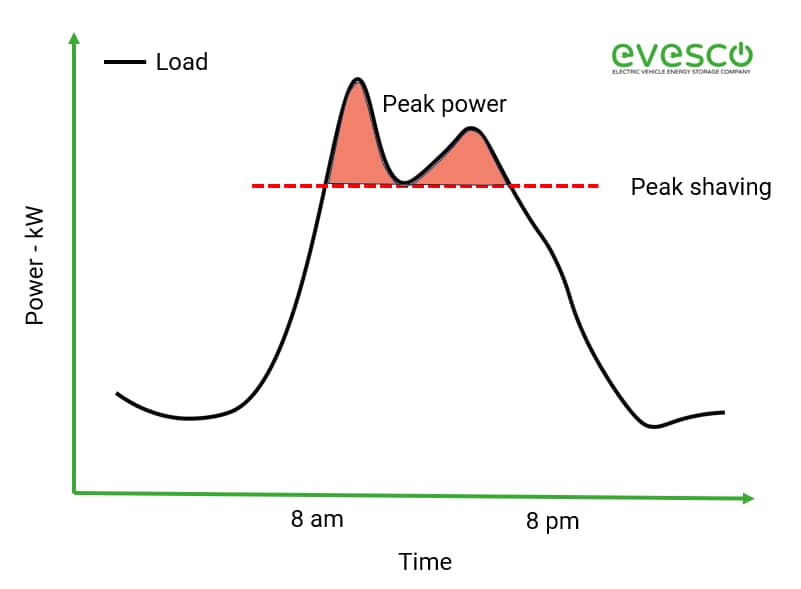 Load
evesco
ELECTRIC VEHICLE ENERGY STORAGE COMPANY
Peak power
Peak shaving
Power - kW
8 am
8 pm
Time